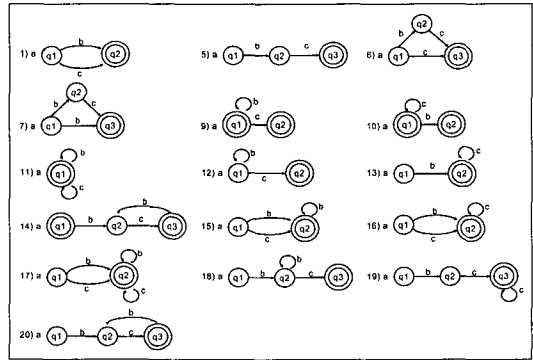 1) a q1 b c q2
5) a q1 b q2 c q3
6) a q1 b q2 c c q3
7) a q1 b q2 c b q3
9) a q1 b c q2
10) a q1 c b q2
11) a q1 b c
12) a q1 b c q2
13) a q1 b q2 c
14) a q1 b q2 c b q3
15) a q1 b c q2 b
16) a q1 b c q2 c
17) a q1 b c q2 b c
18) a q1 b q2 b c q3
19) a q1 b q2 c q3 c
20) a q1 b q2 c b q3